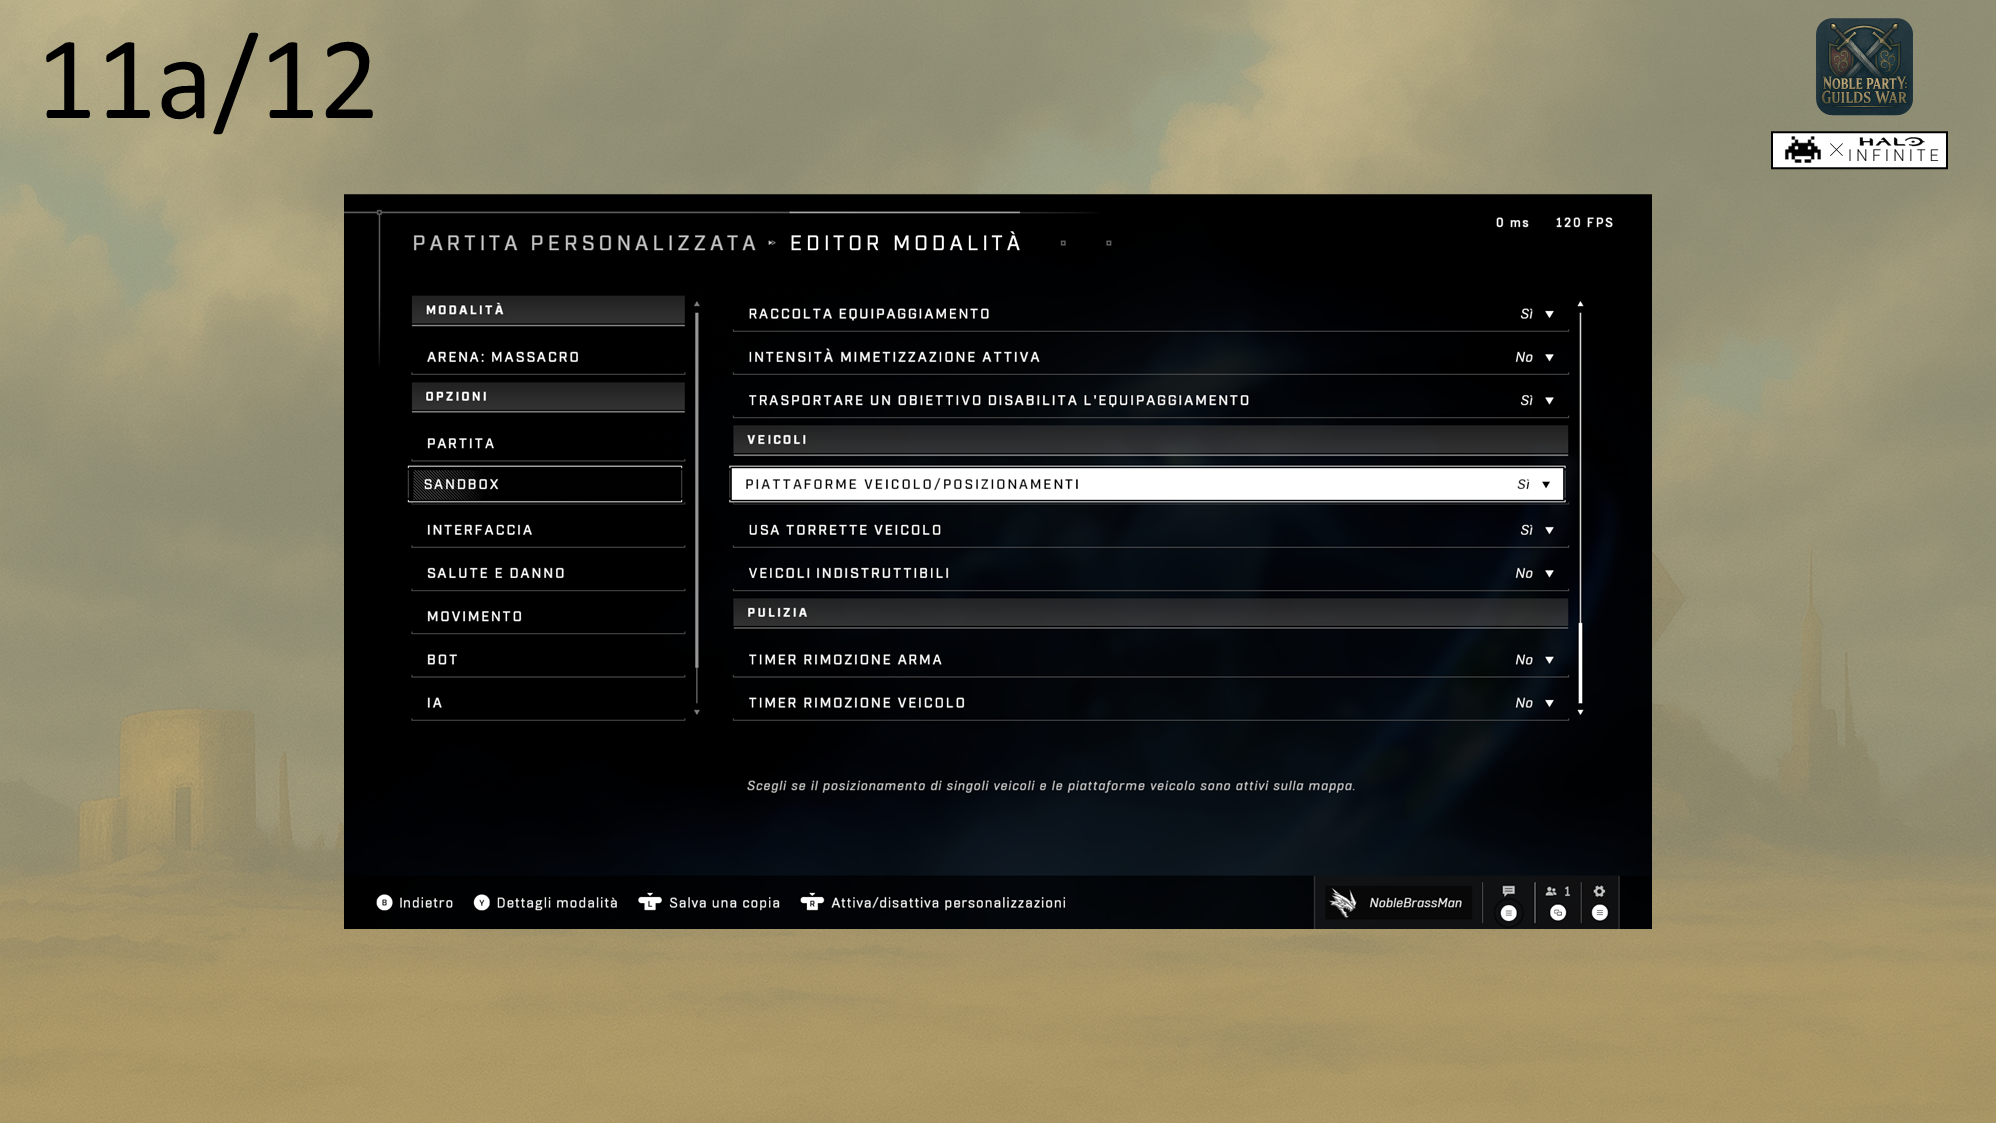 11a/12
NOBLE PARTY:
GUILDS WAR
HALO
INFINITE
0 ms 120 FPS
PARTITA PERSONALIZZATA EDITOR MODALITÀ
MODALITÀ
ARENA: MASSACRO
OPZIONI
PARTITA
SANDBOX
INTERFACCIA
SALUTE E DANNO
MOVIMENTO
BOT
IA
RACCOLTA EQUIPAGGIAMENTO Sì
INTENSITÀ MIMETIZZAZIONE ATTIVA No
TRASPORTARE UN OBIETTIVO DISABILITA L'EQUIPAGGIAMENTO Sì
VEICOLI
PIATTAFORME VEICOLO/POSIZIONAMENTI Sì
USA TORRETTE VEICOLO Sì
VEICOLI INDISTRUTTIBILI No
PULIZIA
TIMER RIMOZIONE ARMA No
TIMER RIMOZIONE VEICOLO No
Scegli se il posizionamento di singoli veicoli e le piattaforme veicolo sono attivi sulla mappa.
B Indietro Y Dettagli modalità L Salva una copia R Attiva/disattiva personalizzazioni
NobleBrassMan 1